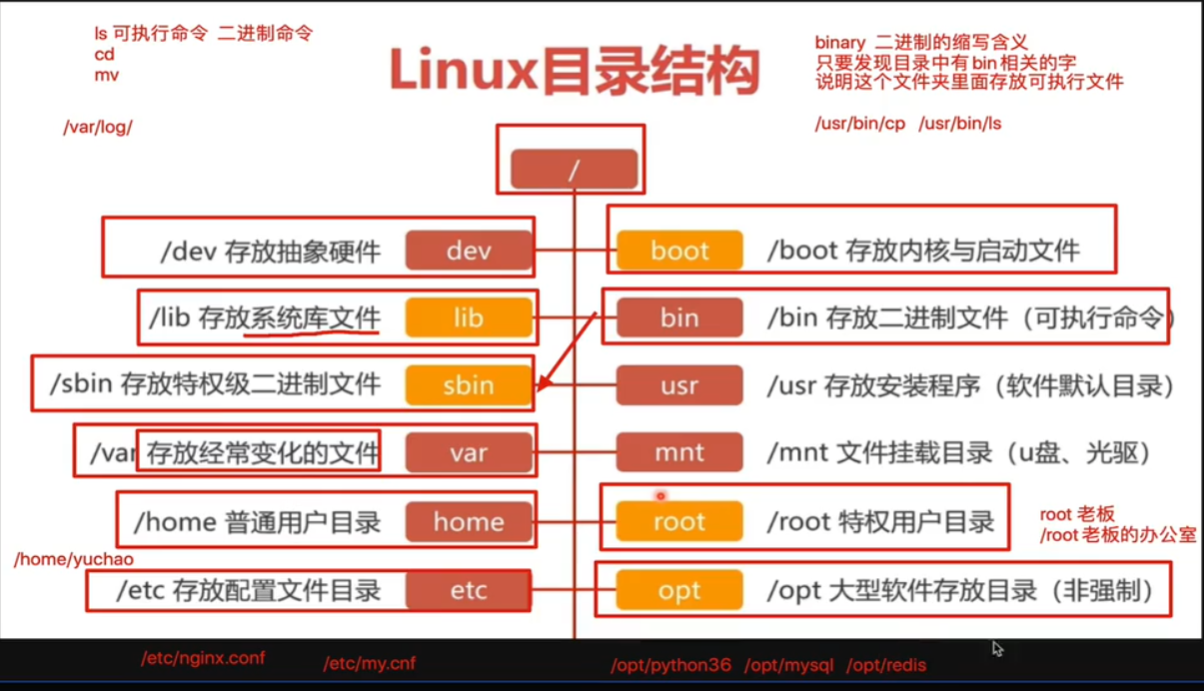 ls 可执行命令 二进制命令
cd
mv
/var/log/
Linux目录结构
binary 二进制的缩写含义
只要发现目录中有bin相关的字
说明这个文件夹里面存放可执行文件
/usr/bin/cp /usr/bin/ls
/
/dev 存放抽象硬件 dev
boot /boot 存放内核与启动文件
/lib 存放系统库文件 lib
bin /bin 存放二进制文件（可执行命令）
/sbin 存放特权级二进制文件 sbin
usr /usr 存放安装程序（软件默认目录）
/var 存放经常变化的文件 var
mnt /mnt 文件挂载目录（u盘、光驱）
/home 普通用户目录 home
root /root 特权用户目录
root 老板
/root 老板的办公室
/home/yuchao
/etc 存放配置文件目录 etc
opt /opt 大型软件存放目录（非强制）
/etc/nginx.conf
/etc/my.cnf
/opt/python36 /opt/mysql /opt/redis